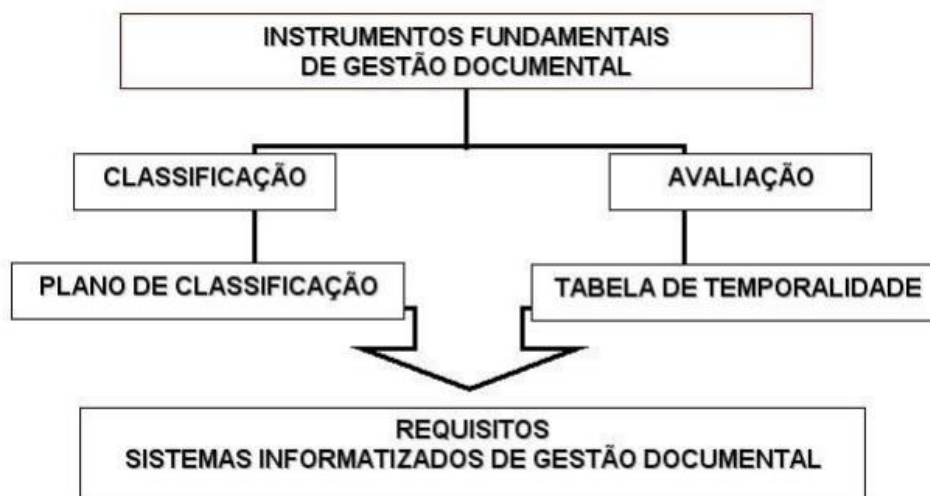 INSTRUMENTOS FUNDAMENTAIS
DE GESTÃO DOCUMENTAL
CLASSIFICAÇÃO
AVALIAÇÃO
PLANO DE CLASSIFICAÇÃO
TABELA DE TEMPORALIDADE
REQUISITOS
SISTEMAS INFORMATIZADOS DE GESTÃO DOCUMENTAL